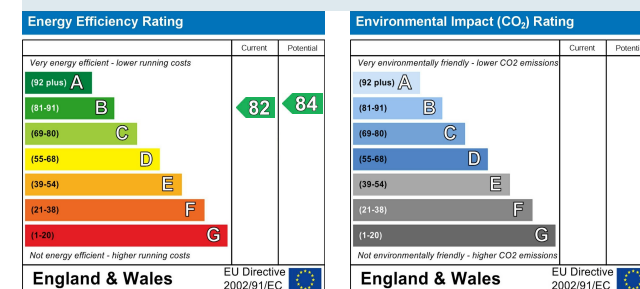 Energy Efficiency Rating
Current Potential
Very energy efficient - lower running costs
(92 plus) A
(81-91) B
82 84
(69-80) C
(55-68) D
(39-54) E
(21-38) F
(1-20) G
Not energy efficient - higher running costs
England & Wales
EU Directive
2002/91/EC
Environmental Impact (CO₂) Rating
Current Potenti
Very environmentally friendly - lower CO2 emissions
(92 plus) A
(81-91) B
(69-80) C
(55-68) D
(39-54) E
(21-38) F
(1-20) G
Not environmentally friendly - higher CO2 emissions
England & Wales
EU Directive
2002/91/EC